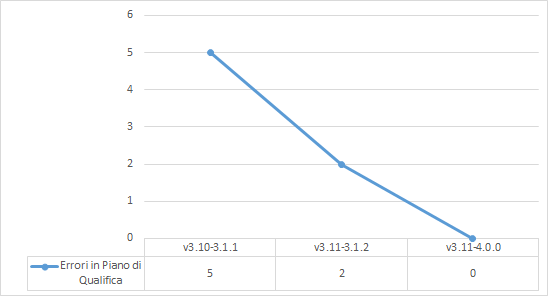 6
5
4
3
2
1
0
v3.10-3.1.1 v3.11-3.1.2 v3.11-4.0.0
Errori in Piano di
Qualifica
5 2 0